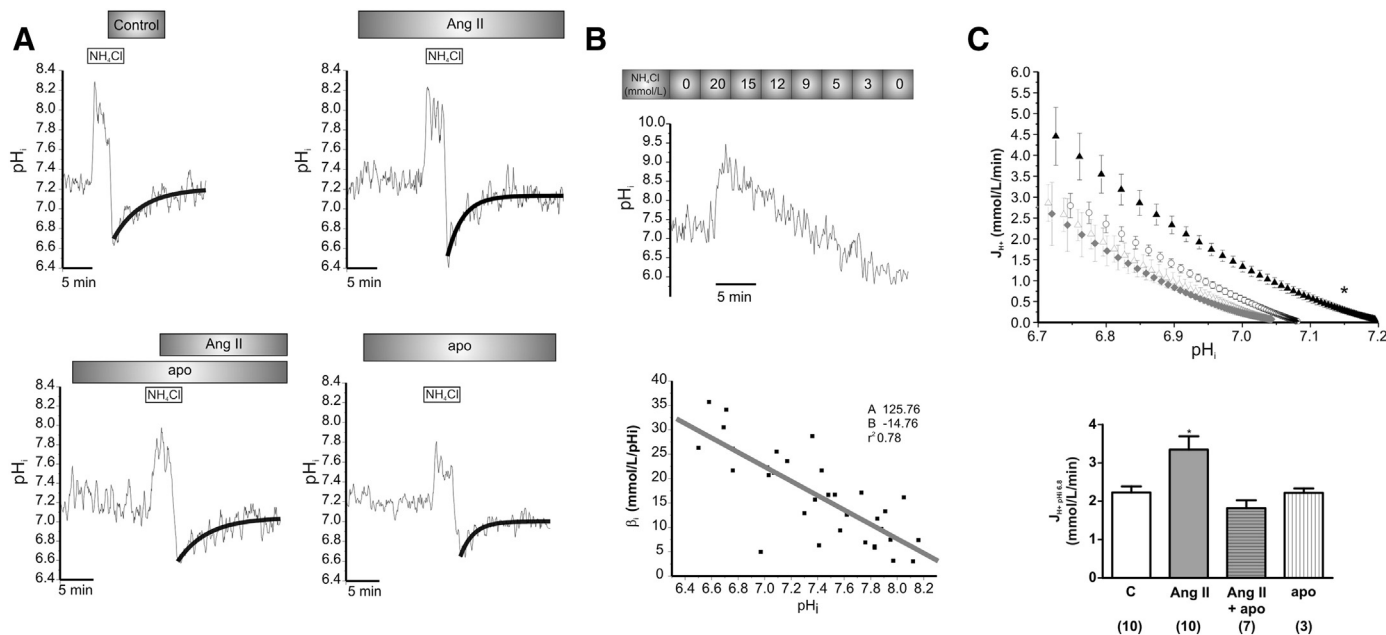 A
Control
NH4Cl
pHi
8.4
8.2
8.0
7.8
7.6
7.4
7.2
7.0
6.8
6.6
6.4
5 min
Ang II
NH4Cl
pHi
8.4
8.2
8.0
7.8
7.6
7.4
7.2
7.0
6.8
6.6
6.4
5 min
Ang II
apo
NH4Cl
pHi
8.4
8.2
8.0
7.8
7.6
7.4
7.2
7.0
6.8
6.6
6.4
5 min
apo
NH4Cl
pHi
8.4
8.2
8.0
7.8
7.6
7.4
7.2
7.0
6.8
6.6
6.4
5 min
B
NH4Cl (mmol/L) 0 20 15 12 9 5 3 0
pHi
10.0
9.5
9.0
8.5
8.0
7.5
7.0
6.5
6.0
5 min
βi (mmol/L/pHi)
40
35
30
25
20
15
10
5
0
A 125.76
B -14.76
r² 0.78
6.4 6.6 6.8 7.0 7.2 7.4 7.6 7.8 8.0 8.2
pHi
C
JH+ (mmol/L/min)
6.0
5.5
5.0
4.5
4.0
3.5
3.0
2.5
2.0
1.5
1.0
0.5
0.0
*
6.7 6.8 6.9 7.0 7.1 7.2
pHi
JH+ pHi 6.8
(mmol/L/min)
4
3
2
1
0
*
C Ang II Ang II + apo apo
(10) (10) (7) (3)